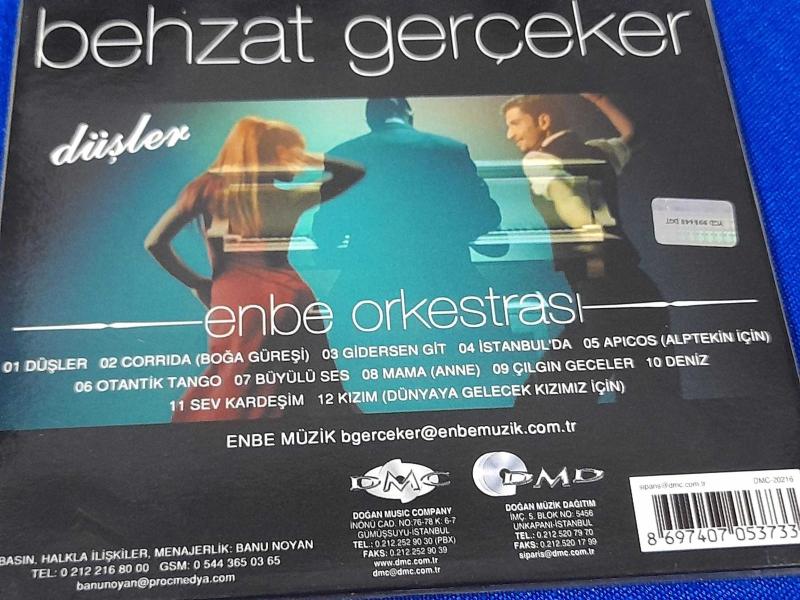 behzat gerçeker
düşler
enbe orkestrası
01 DÜŞLER 02 CORRIDA (BOĞA GÜREŞİ) 03 GİDERSEN GİT 04 İSTANBUL'DA 05 APICOS (ALPTEKİN İÇİN)
06 OTANTİK TANGO 07 BÜYÜLÜ SES 08 MAMA (ANNE) 09 ÇILGIN GECELER 10 DENİZ
11 SEV KARDEŞİM 12 KIZIM (DÜNYAYA GELECEK KIZIMIZ İÇİN)
ENBE MÜZİK bgerceker@enbemuzik.com.tr
BASIN. HALKLA İLİŞKİLER, MENAJERLİK: BANU NOYAN
TEL: 0 212 216 80 00 GSM: 0 544 365 03 65
banunoyan@procmedya.com
DMC
DOĞAN MUSIC COMPANY
İNÖNÜ CAD. NO:76-78 K: 6-7
GÜMÜŞSUYU-İSTANBUL
TEL: 0.212 252 90 30 (PBX)
FAKS: 0.212 252 90 39
www.dmc.com.tr
dmc@dmc.com.tr
DMD
DOĞAN MÜZİK DAĞITIM
İMÇ. 5. BLOK NO: 5456
UNKAPANI-İSTANBUL
TEL: 0.212 520 79 70
FAKS: 0.212 520 17 99
siparis@dmc.com.tr
siparis@dmc.com.tr DMC-20216
8 697407 053733